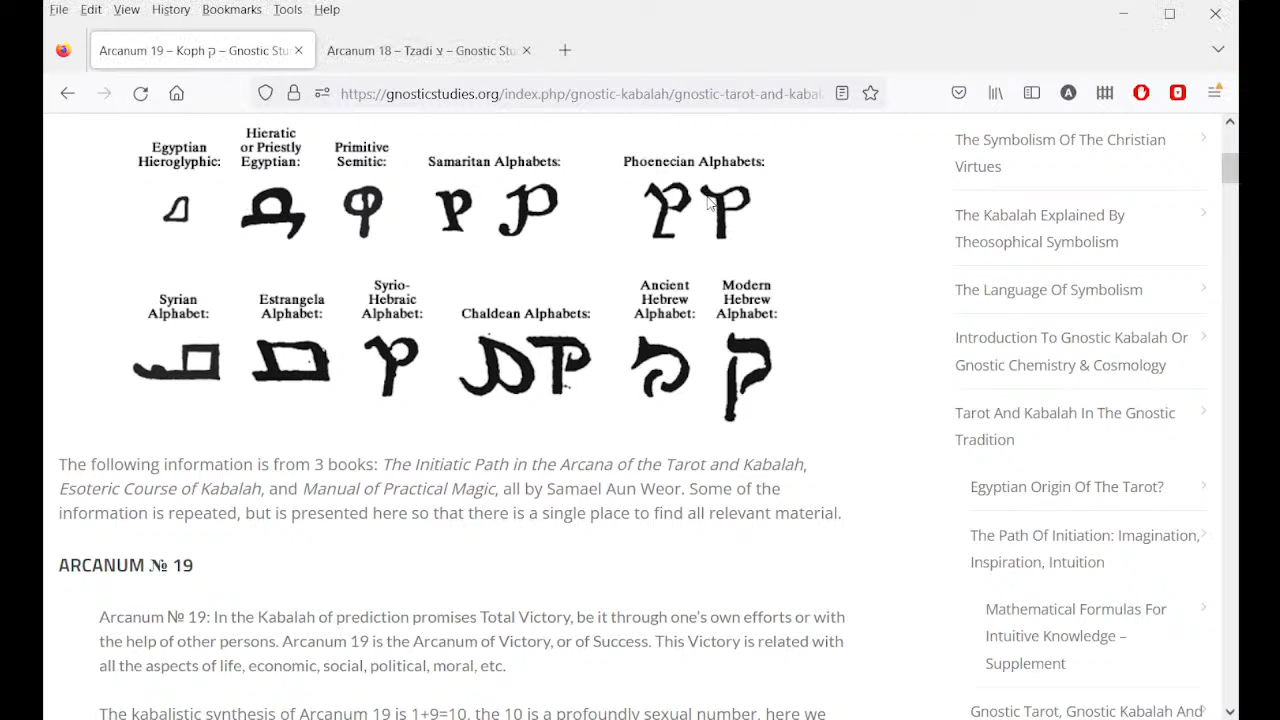 File Edit View History Bookmarks Tools Help
Arcanum 19 – Koph ק – Gnostic Stu
Arcanum 18 – Tzadi צ – Gnostic Stu
https://gnosticstudies.org/index.php/gnostic-kabalah/gnostic-tarot-and-kabal
Egyptian
Hieroglyphic:
Hieratic
or Priestly
Egyptian:
Primitive
Semitic:
Samaritan Alphabets:
Phoenecian Alphabets:
Syrian
Alphabet:
Estrangela
Alphabet:
Syrio-
Hebraic
Alphabet:
Chaldean Alphabets:
Ancient
Hebrew
Alphabet:
Modern
Hebrew
Alphabet:
ק
The following information is from 3 books: The Initiatic Path in the Arcana of the Tarot and Kabalah,
Esoteric Course of Kabalah, and Manual of Practical Magic, all by Samael Aun Weor. Some of the
information is repeated, but is presented here so that there is a single place to find all relevant material.
ARCANUM № 19
Arcanum № 19: In the Kabalah of prediction promises Total Victory, be it through one's own efforts or with
the help of other persons. Arcanum 19 is the Arcanum of Victory, or of Success. This Victory is related with
all the aspects of life, economic, social, political, moral, etc.
The kabalistic synthesis of Arcanum 19 is 1+9=10, the 10 is a profoundly sexual number, here we
The Symbolism Of The Christian
Virtues
The Kabalah Explained By
Theosophical Symbolism
The Language Of Symbolism
Introduction To Gnostic Kabalah Or
Gnostic Chemistry & Cosmology
Tarot And Kabalah In The Gnostic
Tradition
Egyptian Origin Of The Tarot?
The Path Of Initiation: Imagination,
Inspiration, Intuition
Mathematical Formulas For
Intuitive Knowledge –
Supplement
Gnostic Tarot, Gnostic Kabalah And